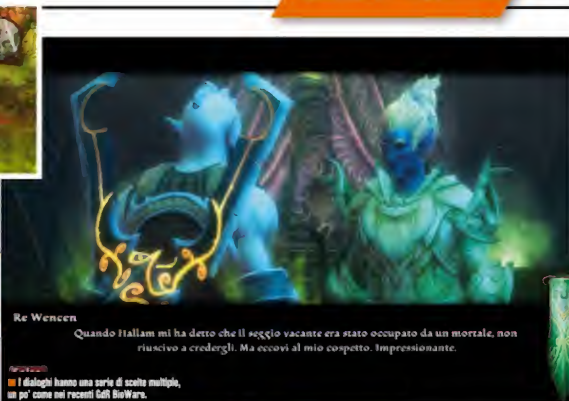 Re Wencen
Quando Hallam mi ha detto che il seggio vacante era stato occupato da un mortale, non
riuscivo a credergli. Ma eccovi al mio cospetto. Impressionante.
I dialoghi hanno una serie di scelte multiple,
un po' come nei recenti GdR BioWare.